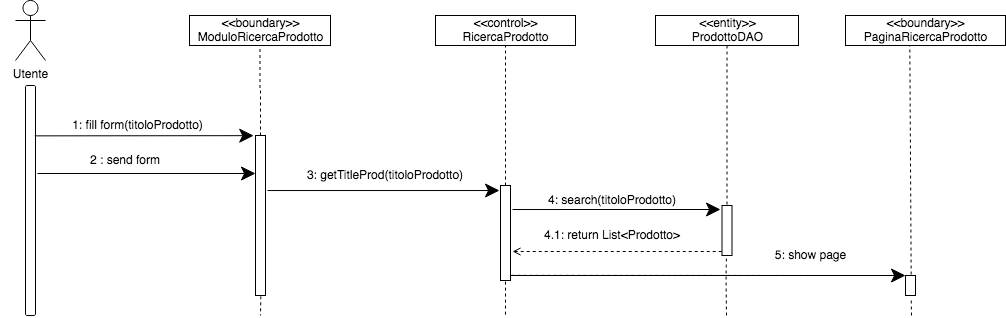 <<boundary>>
ModuloRicercaProdotto
<<control>>
RicercaProdotto
<<entity>>
ProdottoDAO
<<boundary>>
PaginaRicercaProdotto
Utente
1: fill form(titoloProdotto)
2 : send form
3: getTitleProd(titoloProdotto)
4: search(titoloProdotto)
4.1: return List<Prodotto>
5: show page